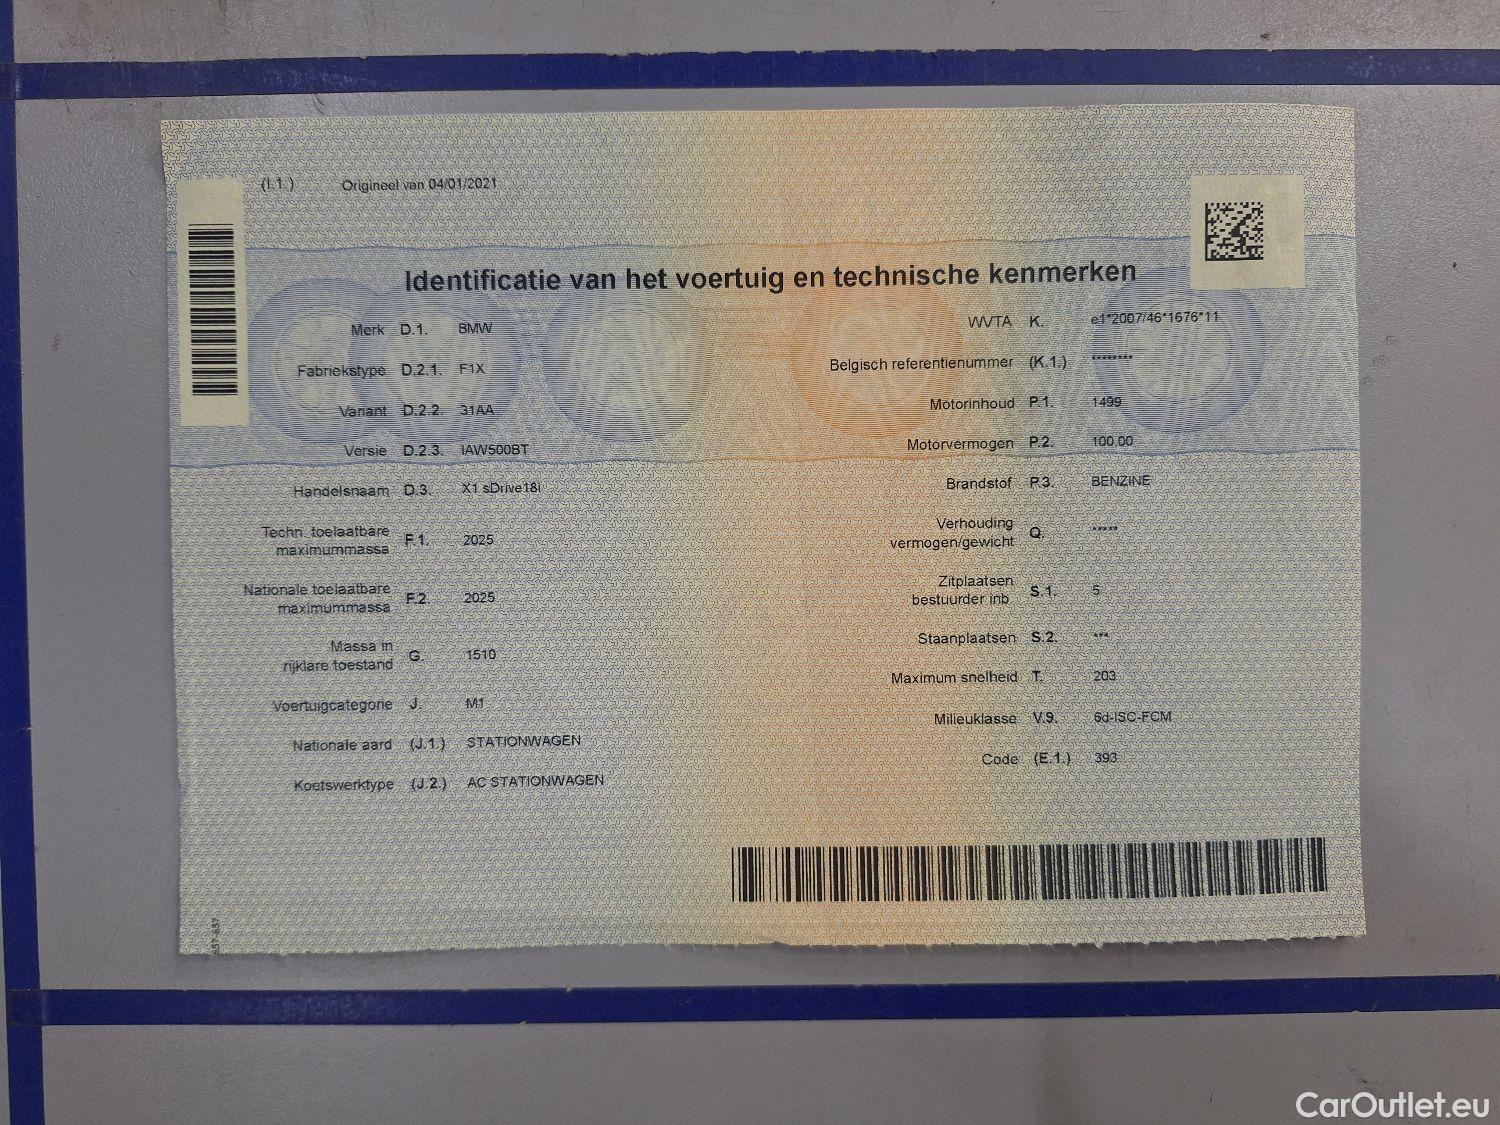 (I.1.) Origineel van 04/01/2021
Identificatie van het voertuig en technische kenmerken
Merk D.1. BMW
Fabriekstype D.2.1. F1X
Variant D.2.2. 31AA
Versie D.2.3. IAW500BT
Handelsnaam D.3. X1 sDrive18i
Techn. toelaatbare
maximummassa F.1. 2025
Nationale toelaatbare
maximummassa F.2. 2025
Massa in
rijklare toestand G. 1510
Voertuigcategorie J. M1
Nationale aard (J.1.) STATIONWAGEN
Koetswerktype (J.2.) AC STATIONWAGEN
WVTA K. e1*2007/46*1676*11
Belgisch referentienummer (K.1.) ********
Motorinhoud P.1. 1499
Motorvermogen P.2. 100,00
Brandstof P.3. BENZINE
Verhouding
vermogen/gewicht Q. *****
Zitplaatsen
bestuurder inb. S.1. 5
Staanplaatsen S.2. ***
Maximum snelheid T. 203
Milieuklasse V.9. 6d-ISC-FCM
Code (E.1.) 393
957-857
CarOutlet.eu